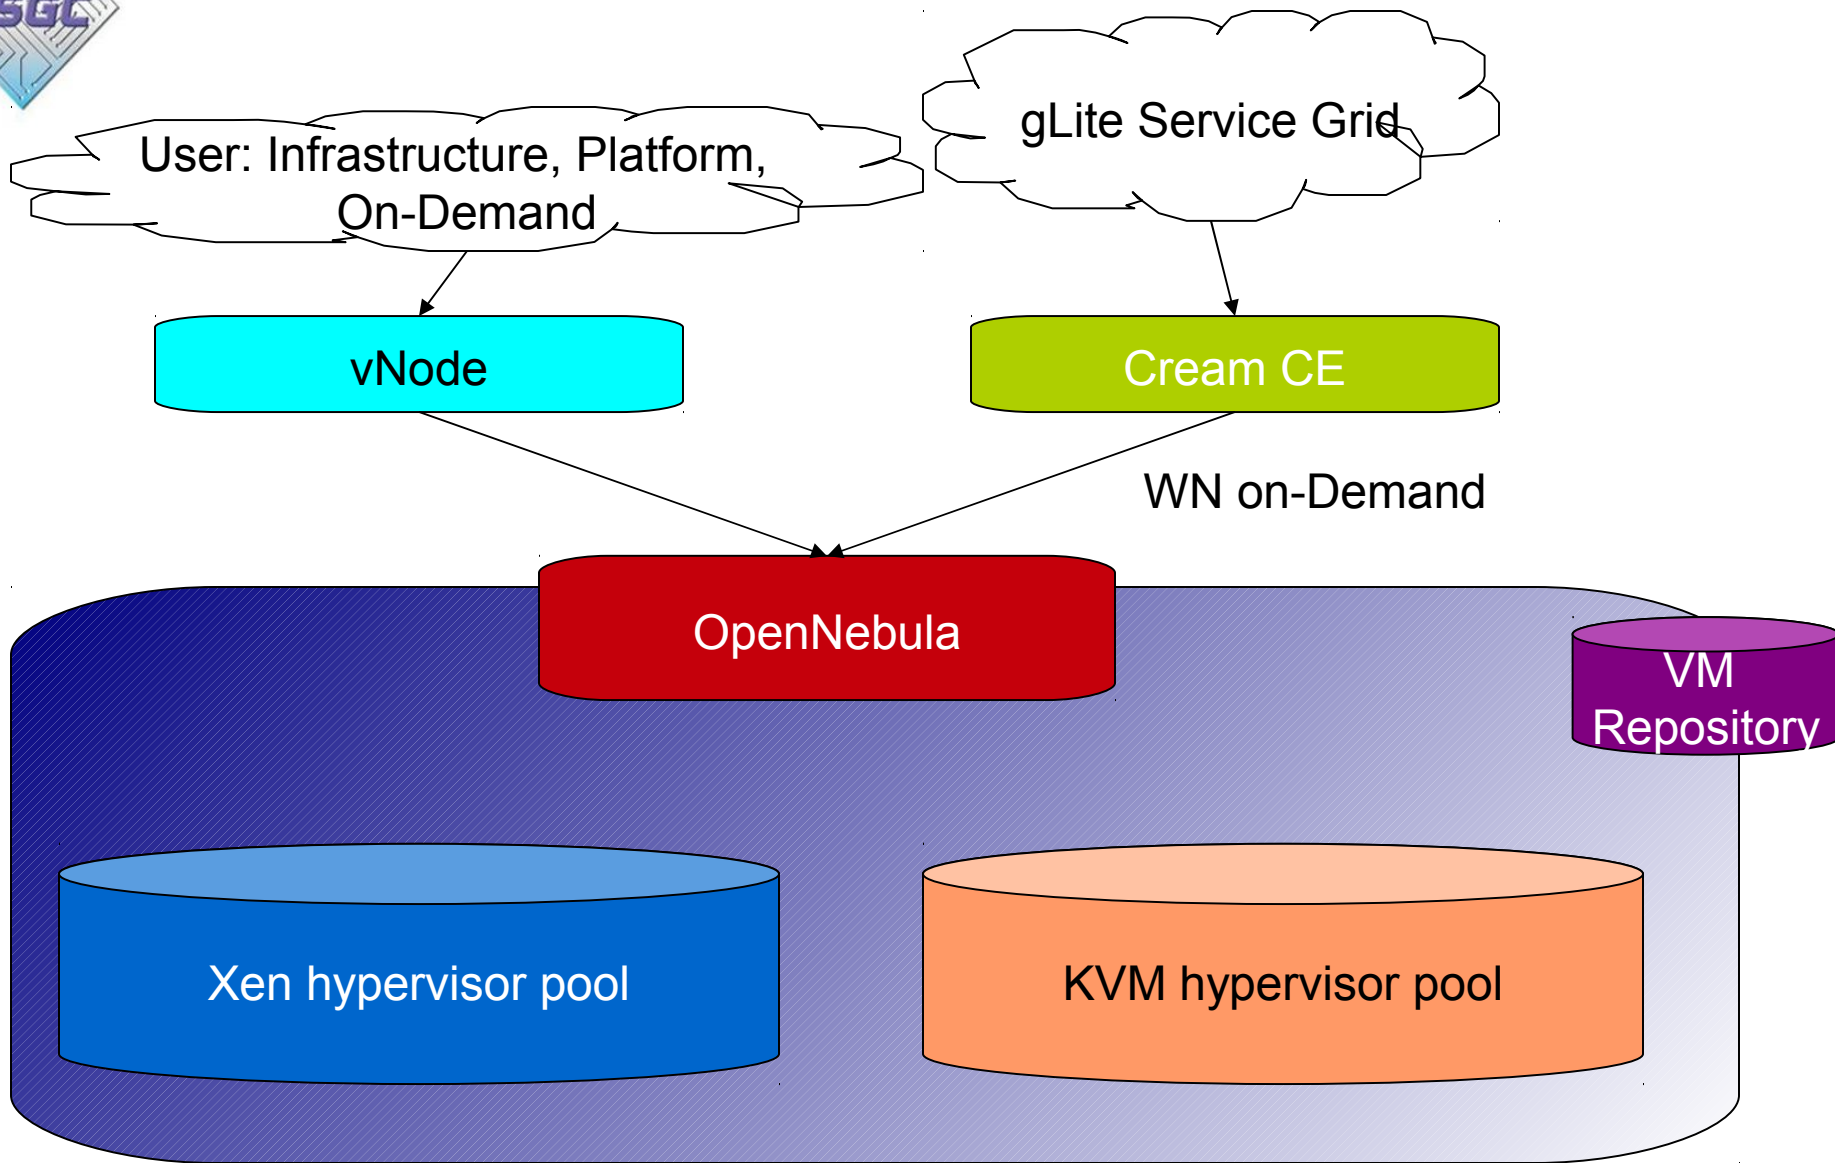 User: Infrastructure, Platform,
On-Demand
gLite Service Grid
vNode
Cream CE
WN on-Demand
OpenNebula
VM
Repository
Xen hypervisor pool
KVM hypervisor pool